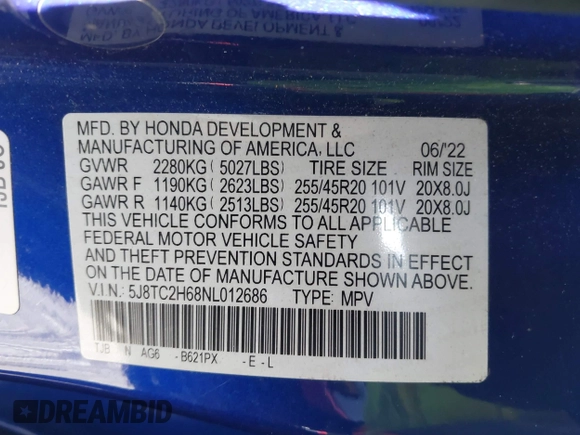 MFD. BY HONDA DEVELOPMENT &
MANUFACTURING OF AMERICA, LLC 06/'22
GVWR 2280KG ( 5027LBS) TIRE SIZE RIM SIZE
GAWR F 1190KG ( 2623LBS) 255/45R20 101V 20X8.0J
GAWR R 1140KG ( 2513LBS) 255/45R20 101V 20X8.0J
THIS VEHICLE CONFORMS TO ALL APPLICABLE
FEDERAL MOTOR VEHICLE SAFETY
AND THEFT PREVENTION STANDARDS IN EFFECT
ON THE DATE OF MANUFACTURE SHOWN ABOVE.
V.I.N.: 5J8TC2H68NL012686 TYPE: MPV
TJB N AG6 -B621PX -E-L
DREAMBID